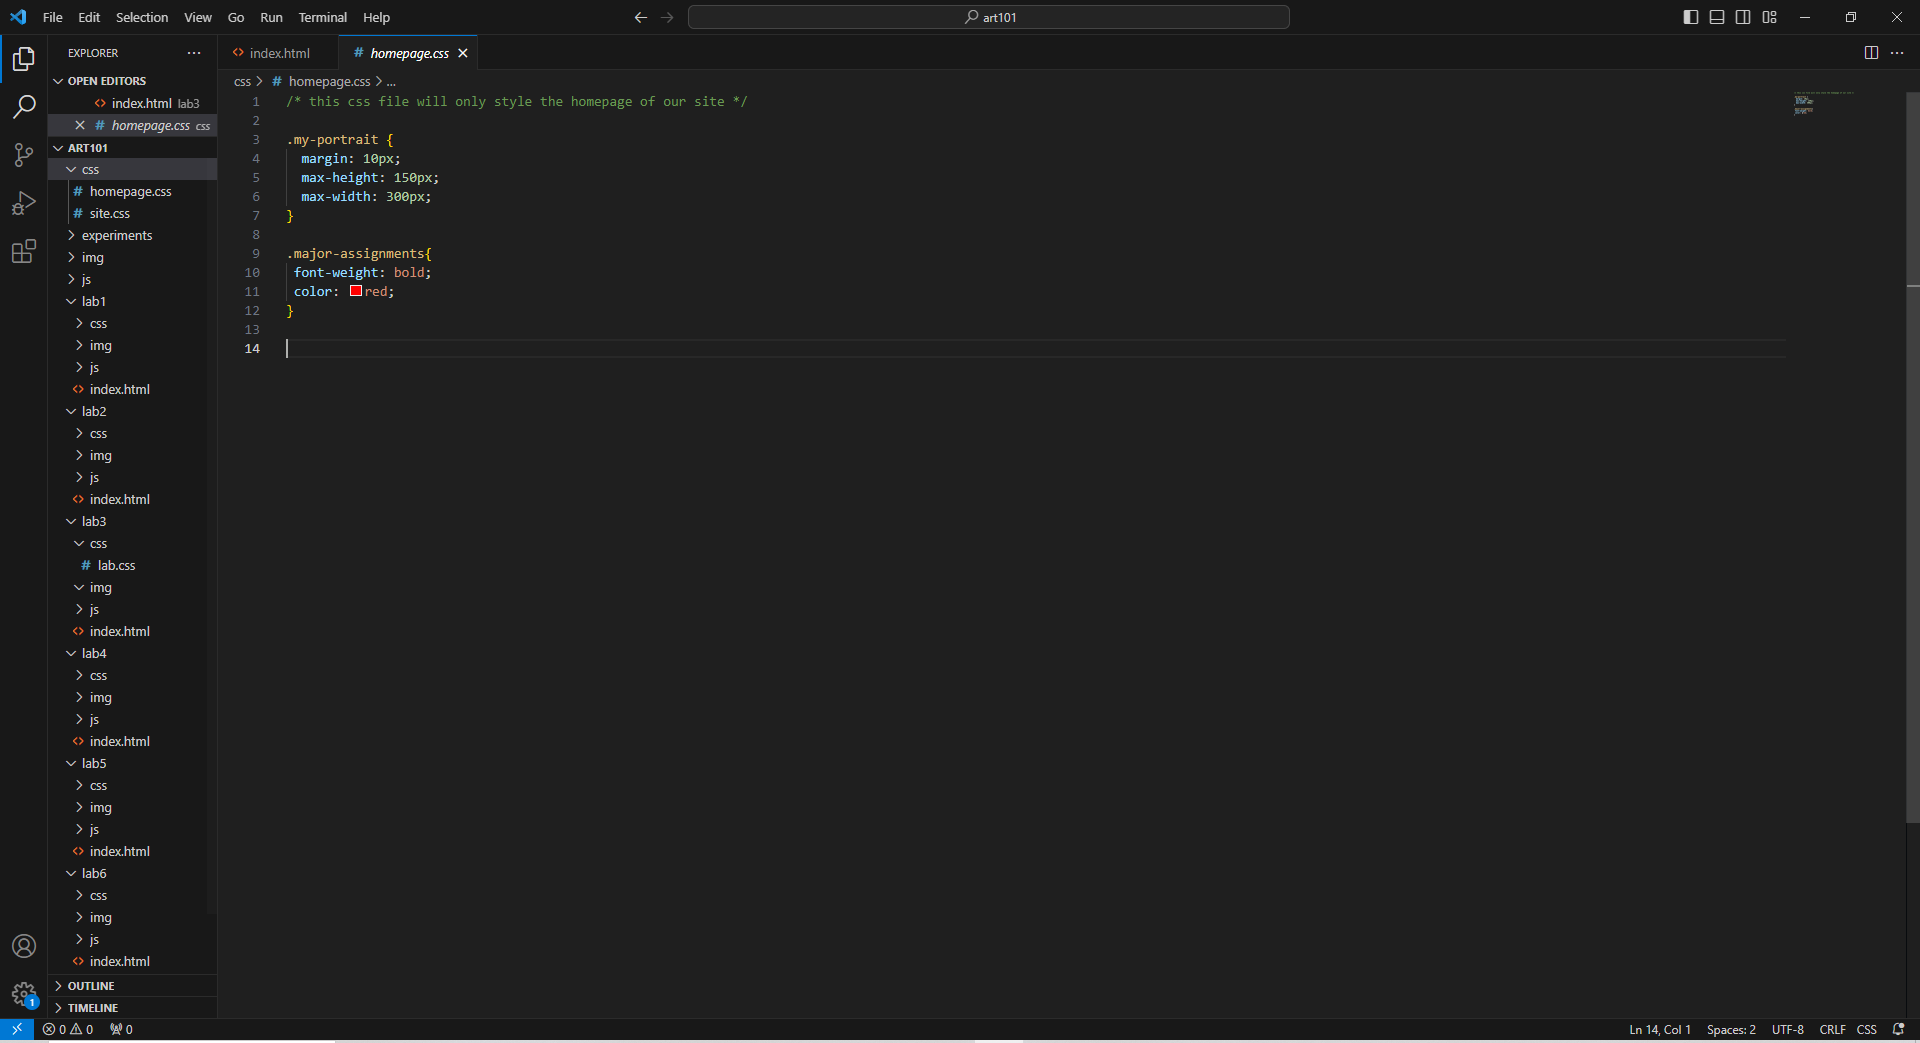 File Edit Selection View Go Run Terminal Help
art101
EXPLORER
OPEN EDITORS
index.html lab3
homepage.css css
ART101
css
# homepage.css
# site.css
experiments
img
js
lab1
css
img
js
index.html
lab2
css
img
js
index.html
lab3
css
# lab.css
img
js
index.html
lab4
css
img
js
index.html
lab5
css
img
js
index.html
lab6
css
img
js
index.html
OUTLINE
TIMELINE
1
index.html # homepage.css
css > # homepage.css > ...
1 /* this css file will only style the homepage of our site */
2
3 .my-portrait {
4 margin: 10px;
5 max-height: 150px;
6 max-width: 300px;
7 }
8
9 .major-assignments{
10 font-weight: bold;
11 color: red;
12 }
13
14
0 0 0 Ln 14, Col 1 Spaces: 2 UTF-8 CRLF CSS